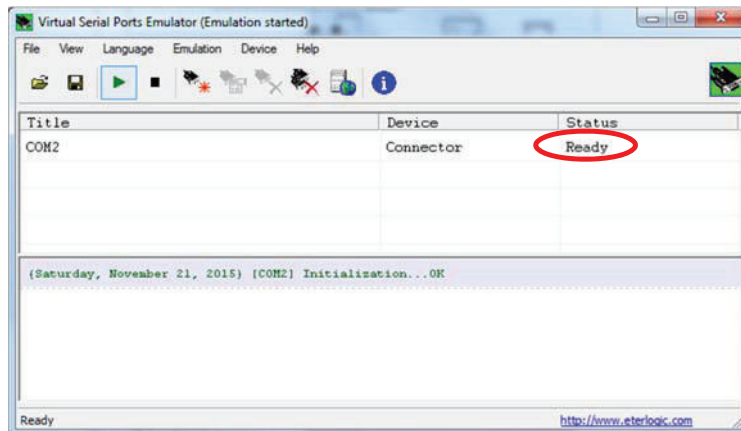 Virtual Serial Ports Emulator (Emulation started)
File View Language Emulation Device Help
Title Device Status
COM2 Connector Ready
(Saturday, November 21, 2015) [COM2] Initialization...OK
Ready http://www.eterlogic.com